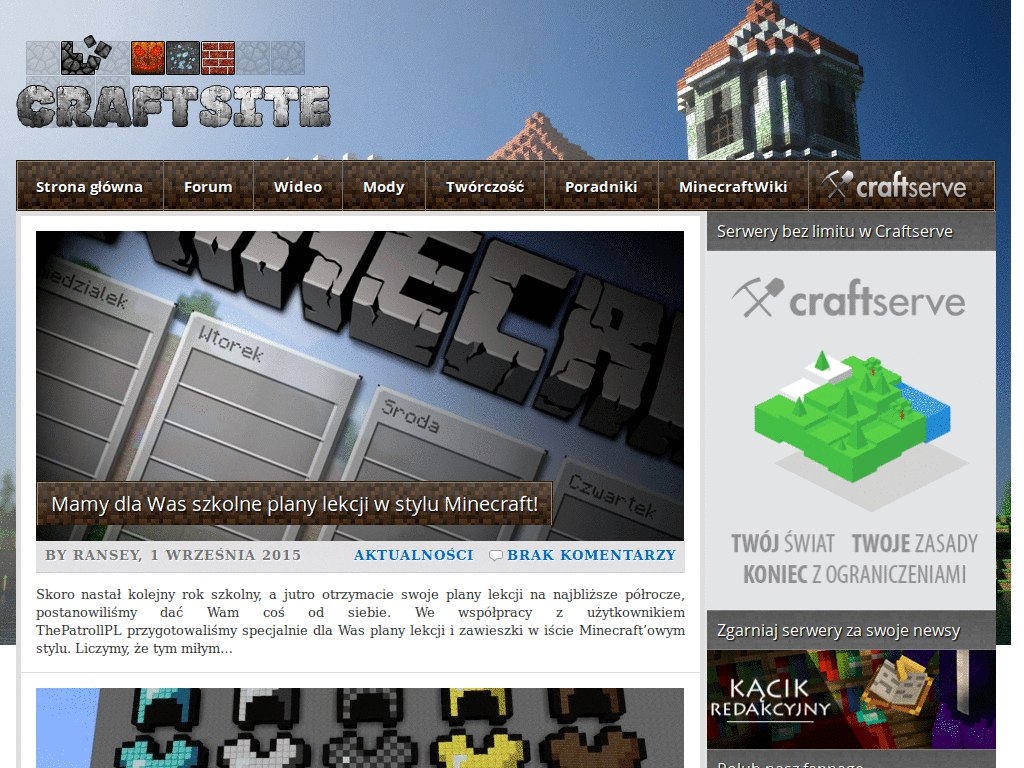 CRAFTSITE
Strona główna
Forum
Wideo
Mody
Twórczość
Poradniki
MinecraftWiki
craftserve
Wtorek
Środa
Czwartek
Mamy dla Was szkolne plany lekcji w stylu Minecraft!
BY RANSEY, 1 WRZEŚNIA 2015
AKTUALNOŚCI
BRAK KOMENTARZY
Skoro nastał kolejny rok szkolny, a jutro otrzymacie swoje plany lekcji na najbliższe półrocze,
postanowiliśmy dać Wam coś od siebie. We współpracy z użytkownikiem
ThePatrollPL przygotowaliśmy specjalnie dla Was plany lekcji i zawieszki w iście Minecraft’owym
stylu. Liczymy, że tym miłym…
Serwery bez limitu w Craftserve
craftserve
TWÓJ ŚWIAT TWOJE ZASADY
KONIEC Z OGRANICZENIAMI
Zgarniaj serwery za swoje newsy
KĄCIK
REDAKCYJNY
Polub nasz fanpage